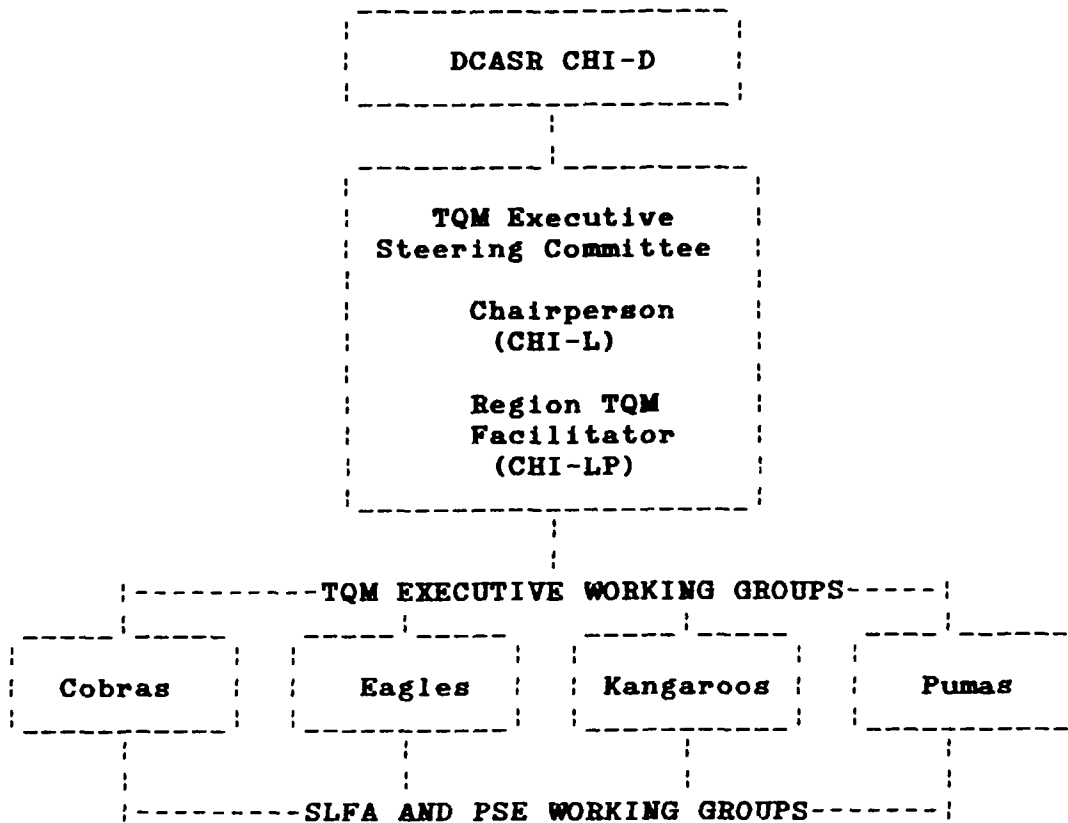 DCASR CHI-D
TQM Executive
Steering Committee
Chairperson
(CHI-L)
Region TQM
Facilitator
(CHI-LP)
TQM EXECUTIVE WORKING GROUPS
Cobras Eagles Kangaroos Pumas
SLFA AND PSE WORKING GROUPS